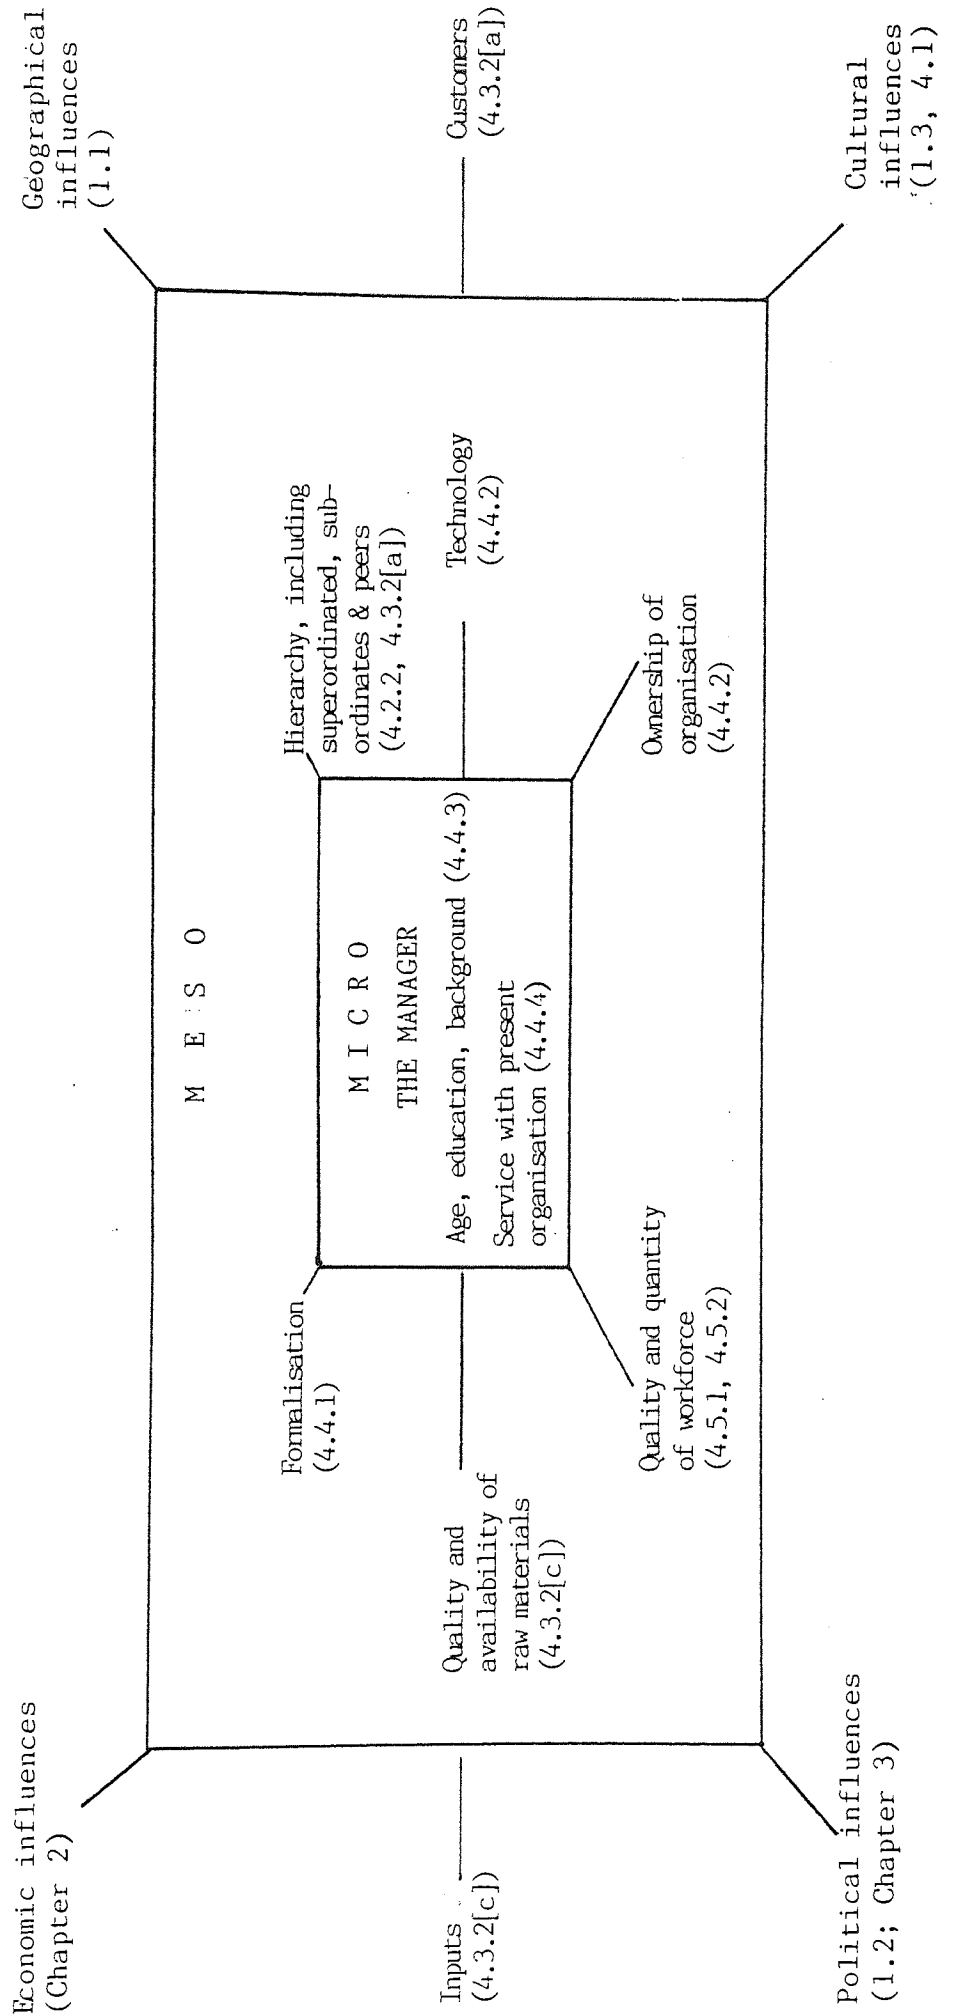 Economic influences
(Chapter 2)
Geographical
influences
(1.1)
M E S O
Formalisation
(4.4.1)
Hierarchy, including
superordinated, sub-
ordinates & peers
(4.2.2, 4.3.2[a])
M I C R O
THE MANAGER
Age, education, background (4.4.3)
Service with present
organisation (4.4.4)
Inputs
(4.3.2[c])
Quality and
availability of
raw materials
(4.3.2[c])
Technology
(4.4.2)
Customers
(4.3.2[a])
Quality and quantity
of workforce
(4.5.1, 4.5.2)
Ownership of
organisation
(4.4.2)
Political influences
(1.2; Chapter 3)
Cultural
influences
(1.3, 4.1)